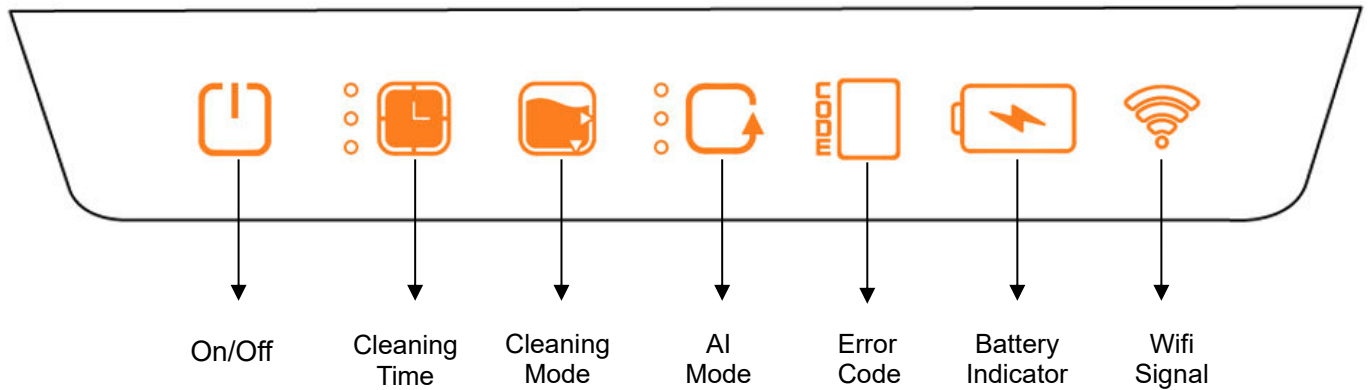 CODE
On/Off
Cleaning
Time
Cleaning
Mode
AI
Mode
Error
Code
Battery
Indicator
Wifi
Signal